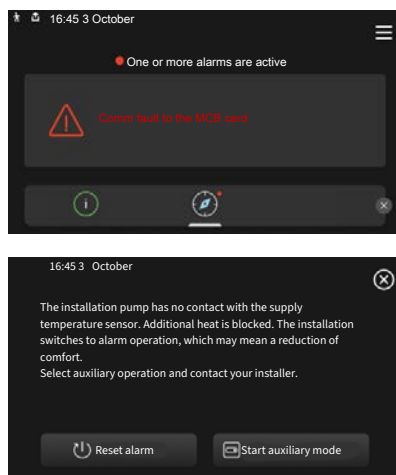 16:45 3 October
One or more alarms are active
Comm fault to the MCB card
i
16:45 3 October
The installation pump has no contact with the supply
temperature sensor. Additional heat is blocked. The installation
switches to alarm operation, which may mean a reduction of
comfort.
Select auxiliary operation and contact your installer.
Reset alarm
Start auxiliary mode